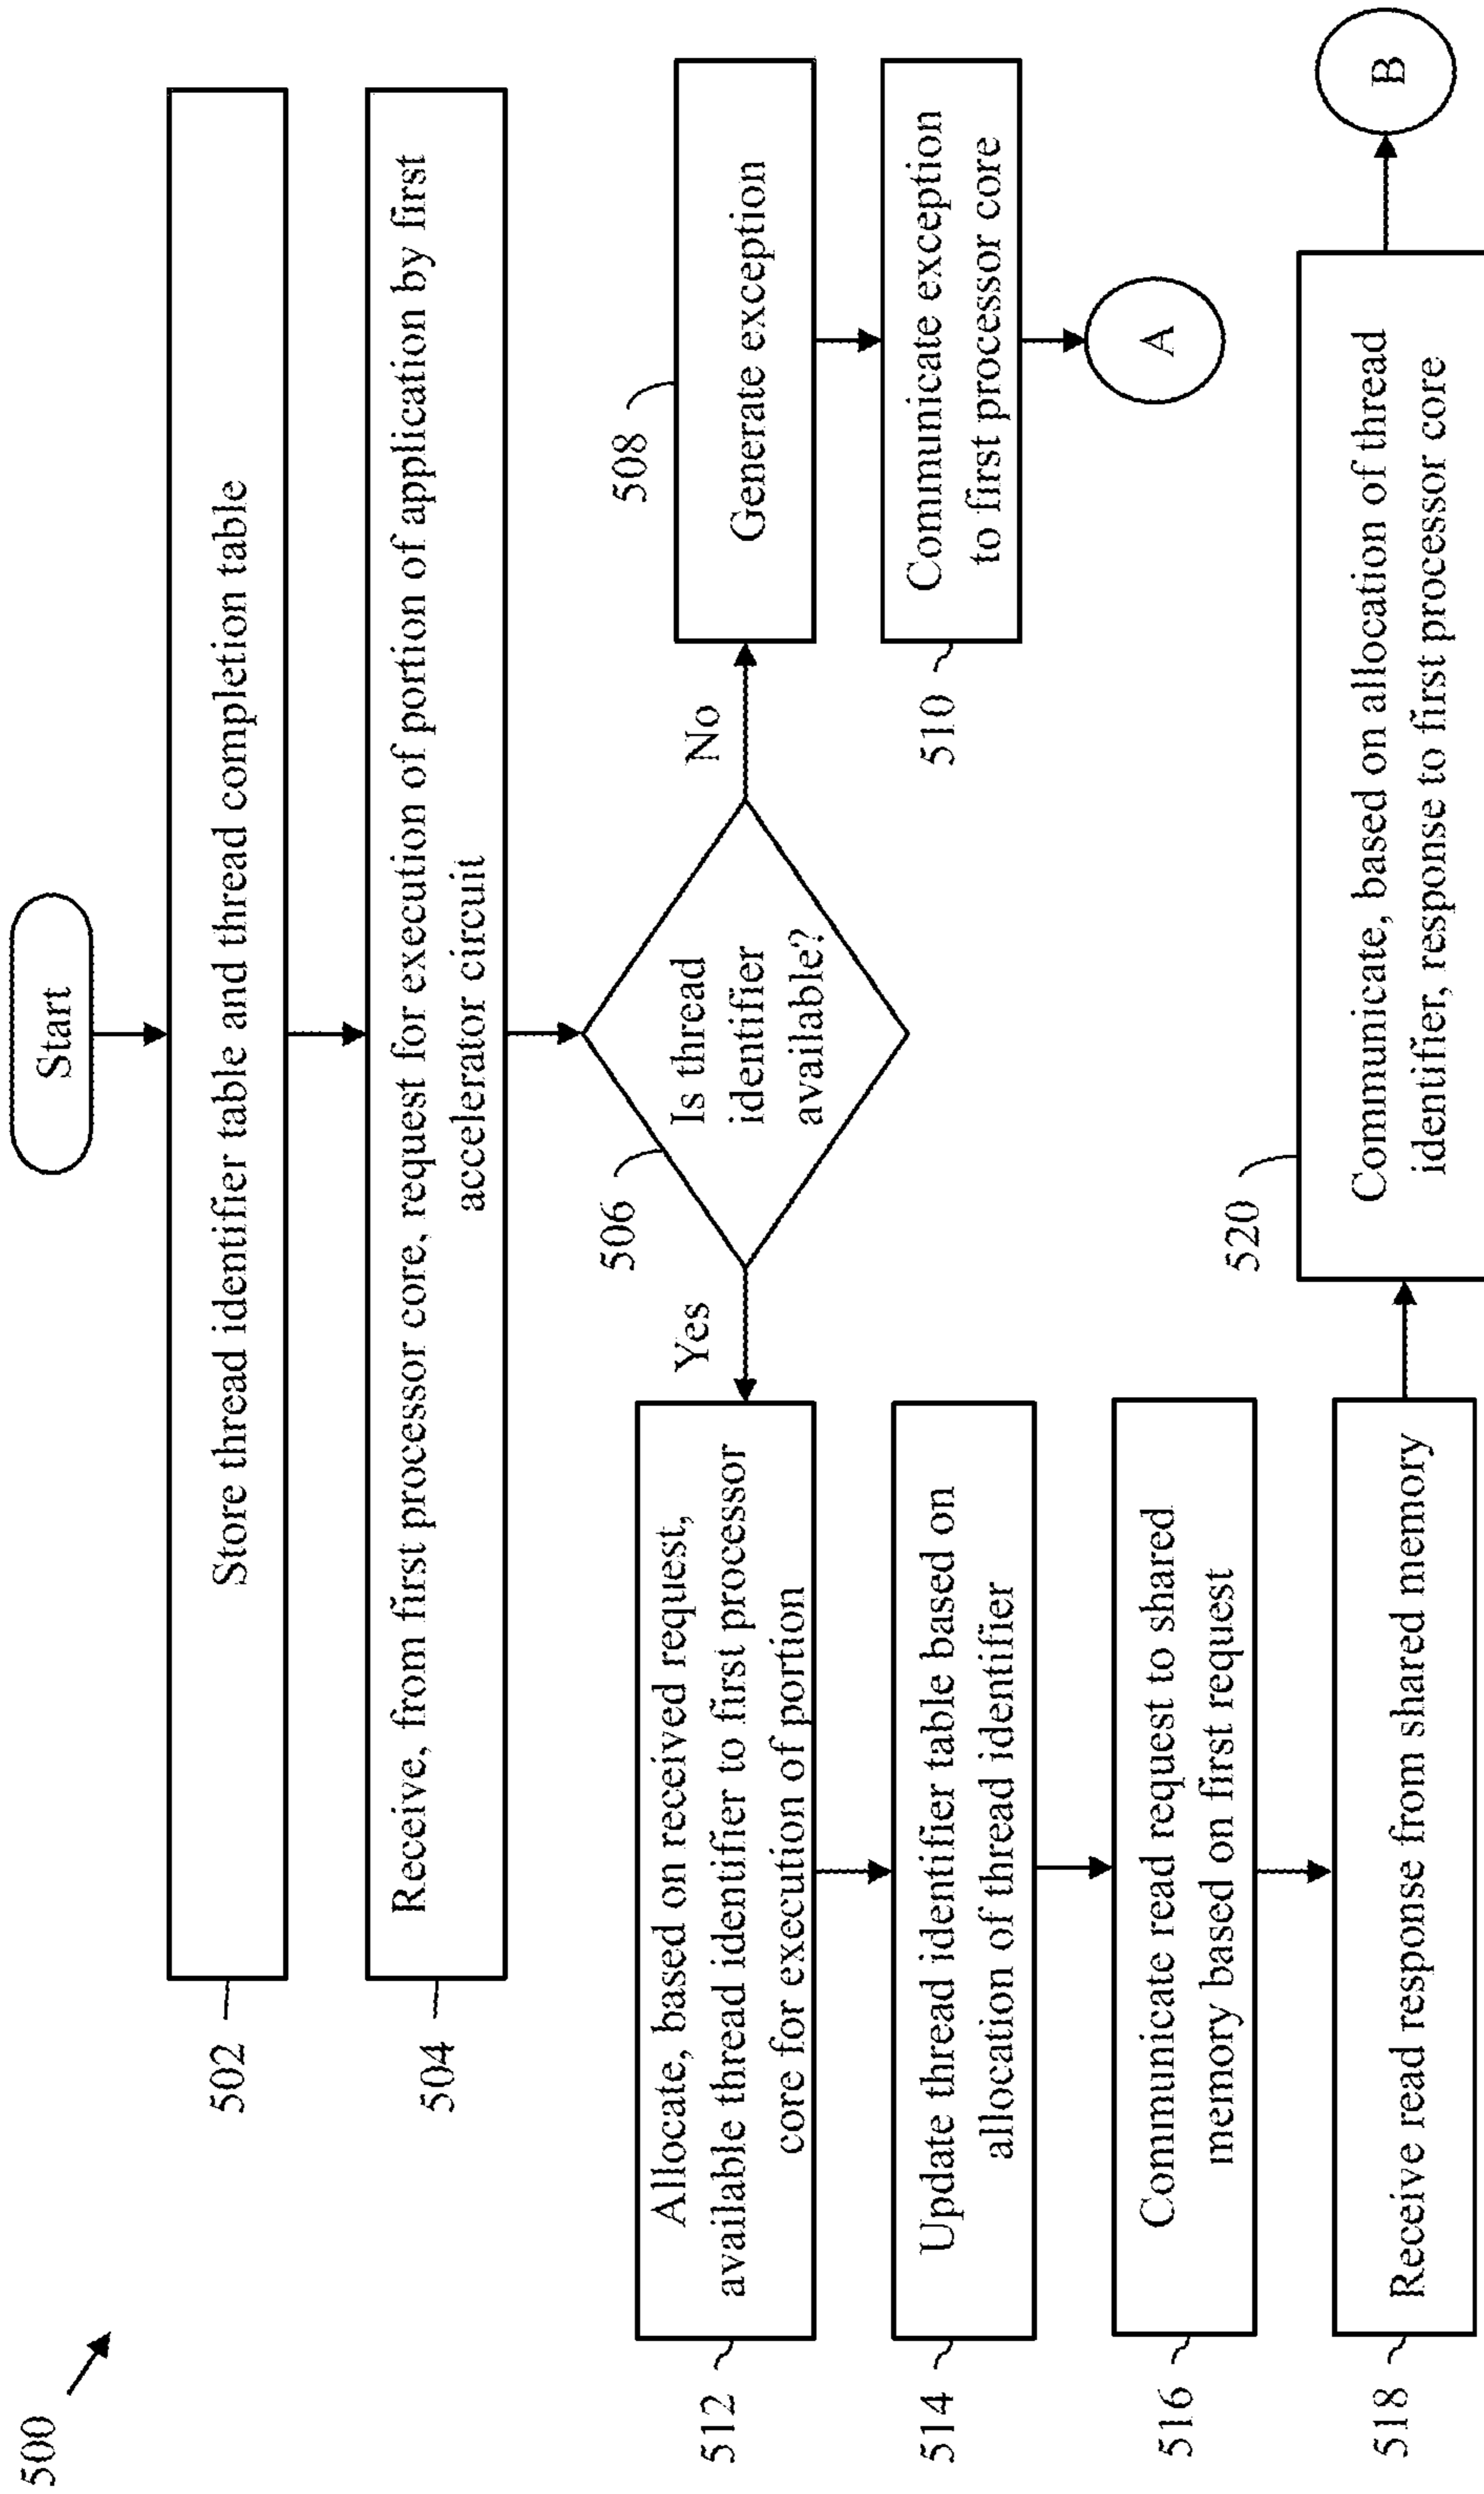 500
Start
502
Store thread identifier table and thread completion table
504
Receive, from first processor core, request for execution of portion of application by first
accelerator circuit
506
Is thread
identifier
available?
Yes
No
508
Generate exception
510
Communicate exception
to first processor core
A
512
Allocate, based on received request,
available thread identifier to first processor
core for execution of portion
514
Update thread identifier table based on
allocation of thread identifier
516
Communicate read request to shared
memory based on first request
518
Receive read response from shared memory
520
Communicate, based on allocation of thread
identifier, response to first processor core
B